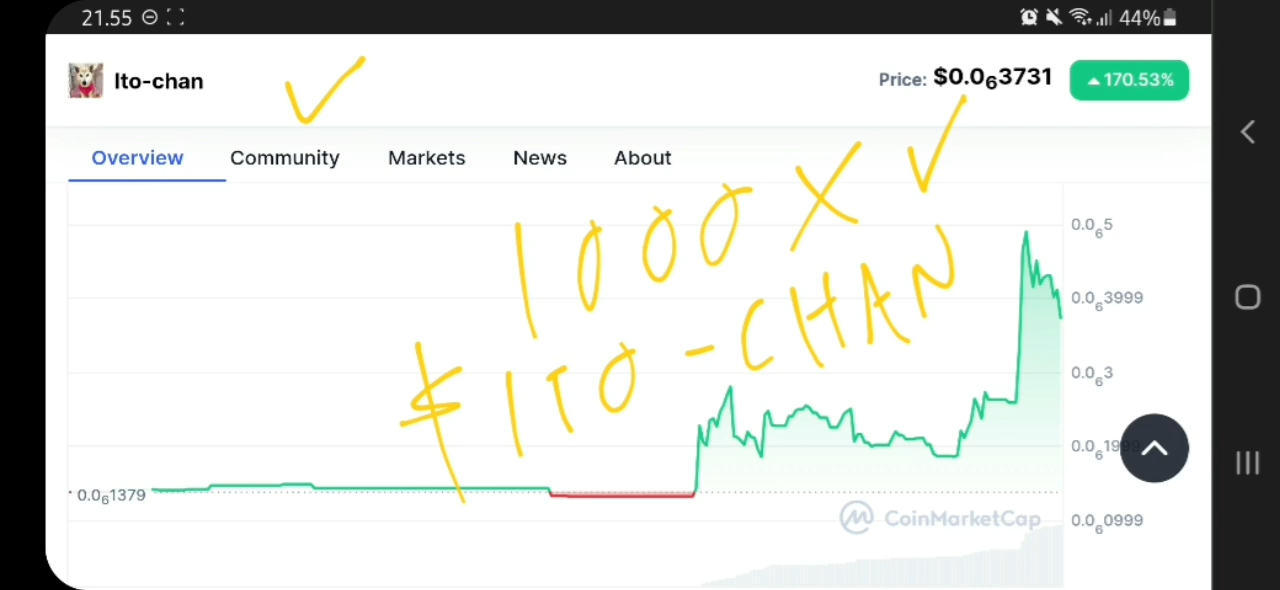 21.55
44%
Ito-chan
Price: $0.0₆3731
170.53%
Overview Community Markets News About
1000X
$ITO-CHAN
0.0₆5
0.0₆3999
0.0₆3
0.0₆1999
0.0₆1379
0.0₆0999
CoinMarketCap